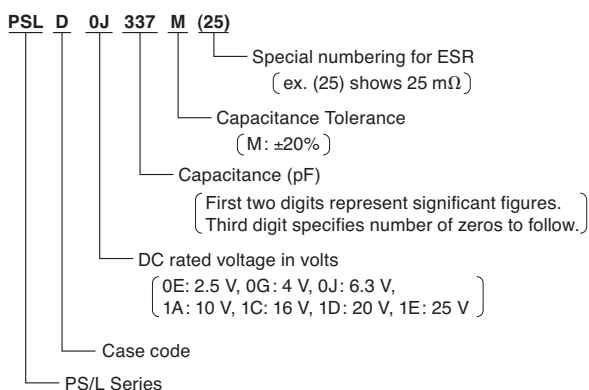 PSL D 0J 337 M (25)
Special numbering for ESR
( ex. (25) shows 25 mΩ )
Capacitance Tolerance
( M: ±20% )
Capacitance (pF)
First two digits represent significant figures.
Third digit specifies number of zeros to follow.
DC rated voltage in volts
0E: 2.5 V, 0G: 4 V, 0J: 6.3 V,
1A: 10 V, 1C: 16 V, 1D: 20 V, 1E: 25 V
Case code
PS/L Series